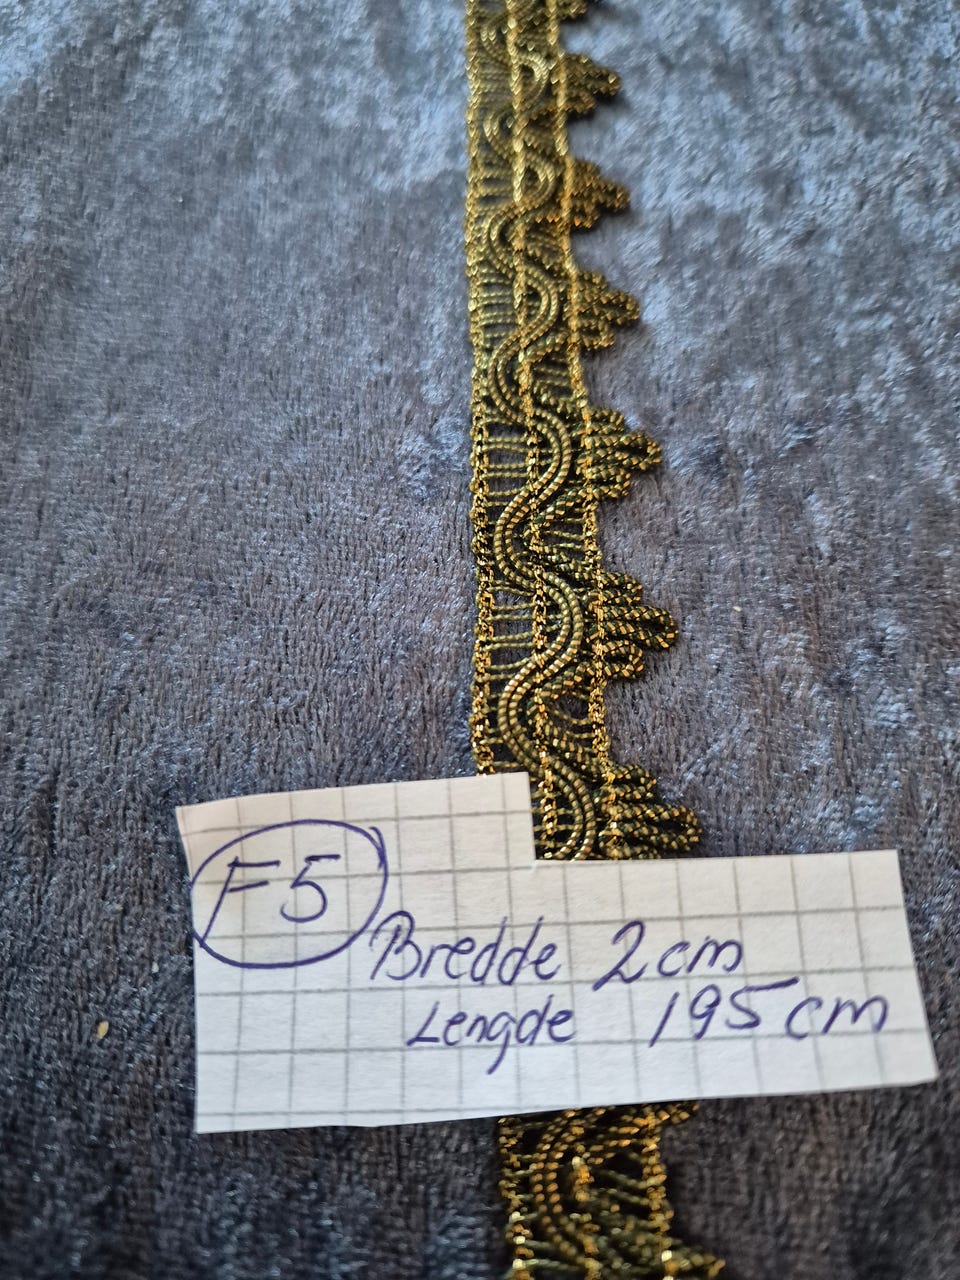 F5
Bredde 2cm
Lengde 195cm